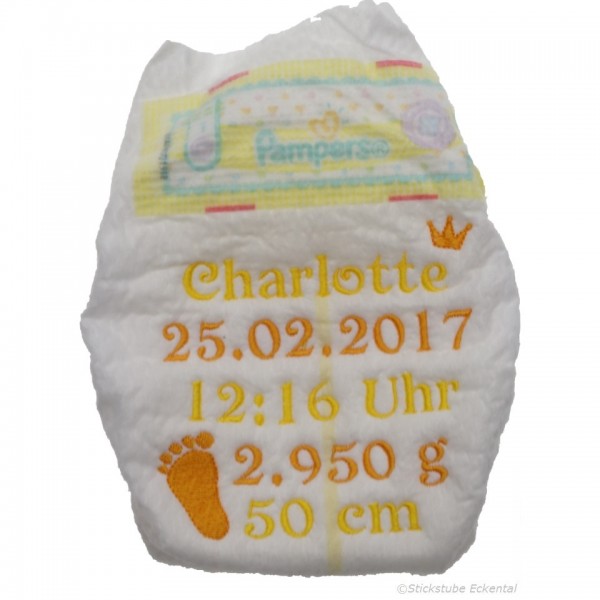 Pampers®
Charlotte
25.02.2017
12:16 Uhr
2.950 g
50 cm
©Stickstube Eckental